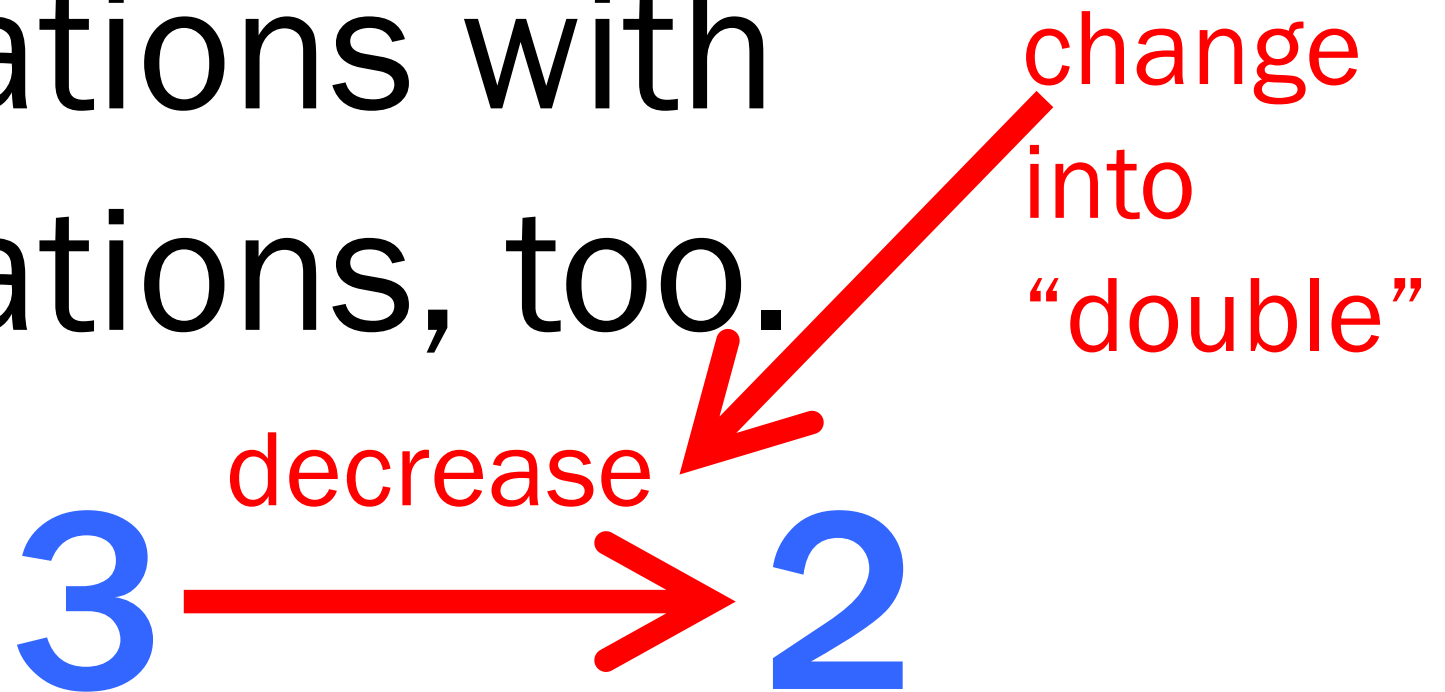 ations with
ations, too.
change
into
“double”
decrease
3 2